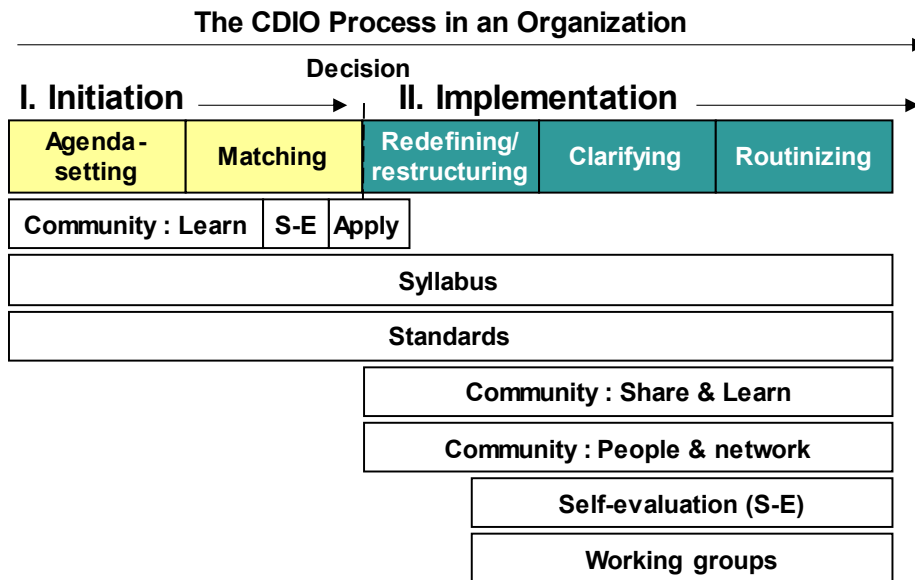 The CDIO Process in an Organization
Decision
I. Initiation
II. Implementation
Agenda-
setting
Matching
Redefining/
restructuring
Clarifying
Routinizing
Community : Learn
S-E
Apply
Syllabus
Standards
Community : Share & Learn
Community : People & network
Self-evaluation (S-E)
Working groups